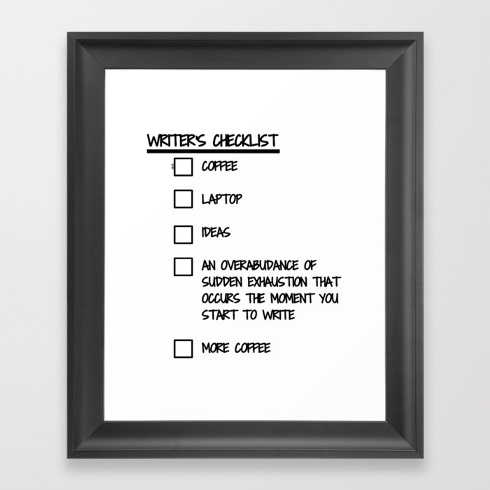 WRITER'S CHECKLIST
COFFEE
LAPTOP
IDEAS
AN OVERABUDANCE OF
SUDDEN EXHAUSTION THAT
OCCURS THE MOMENT YOU
START TO WRITE
MORE COFFEE